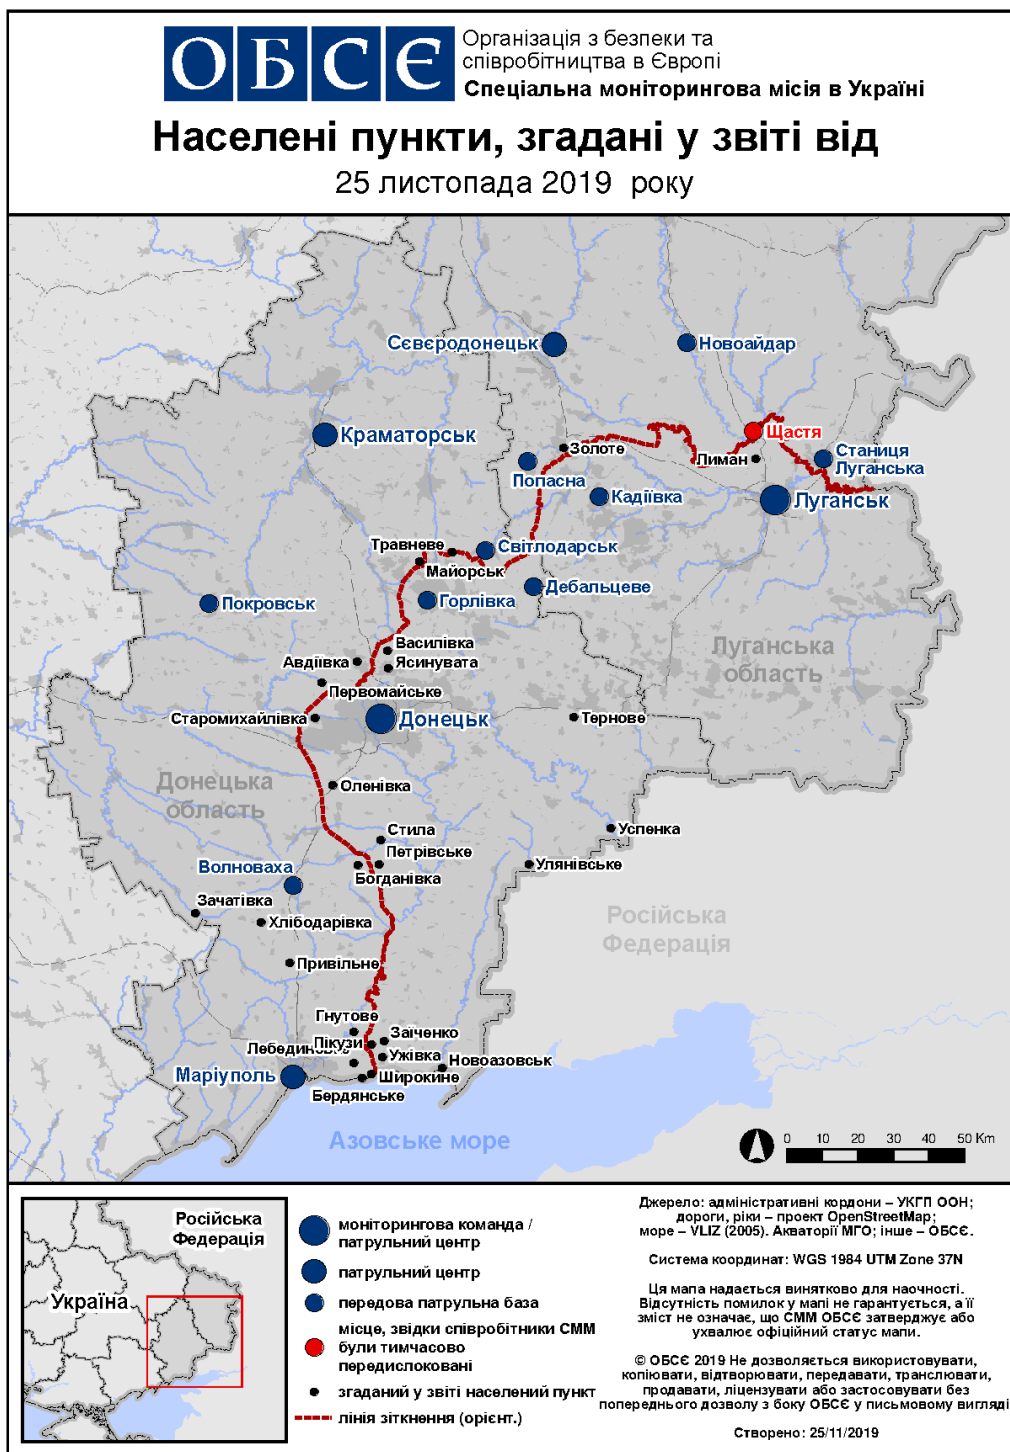 ОБСЄ
Організація з безпеки та
співробітництва в Європі
Спеціальна моніторингова місія в Україні
Населені пункти, згадані у звіті від
25 листопада 2019 року
Сєвєродонецьк
Новоайдар
Краматорськ
Щастя
Золоте
Лиман
Станиця
Луганська
Попасна
Кадіївка
Луганськ
Травневе
Світлодарськ
Майорськ
Дебальцеве
Покровськ
Горлівка
Василівка
Луганська
область
Авдіївка
Ясинувата
Первомайське
Старомихайлівка
Донецьк
Тернове
Донецька
область
Оленівка
Стила
Успенка
Петрівське
Волноваха
Богданівка
Улянівське
Зачатівка
Хлібодарівка
Російська
Федерація
Привільне
Гнутове
Заїченко
Пікузи
Ужівка
Новоазовськ
Маріуполь
Широкине
Бердянське
Азовське море
0 10 20 30 40 50 Km
Російська
Федерація
Україна
моніторингова команда /
патрульний центр
патрульний центр
передова патрульна база
місце, звідки співробітники СММ
були тимчасово
передислоковані
згаданий у звіті населений пункт
лінія зіткнення (орієнт.)
Джерело: адміністративні кордони – УКГП ООН;
дороги, ріки – проект OpenStreetMap;
море – VLIZ (2005). Акваторії МГО; інше – ОБСЄ.
Система координат: WGS 1984 UTM Zone 37N
Ця мапа надається винятково для наочності.
Відсутність помилок у мапі не гарантується, а її
зміст не означає, що СММ ОБСЄ затверджує або
ухвалює офіційний статус мапи.
© ОБСЄ 2019 Не дозволяється використовувати,
копіювати, відтворювати, передавати, транслювати,
продавати, ліцензувати або застосовувати без
попереднього дозволу з боку ОБСЄ у письмовому вигляді
Створено: 25/11/2019